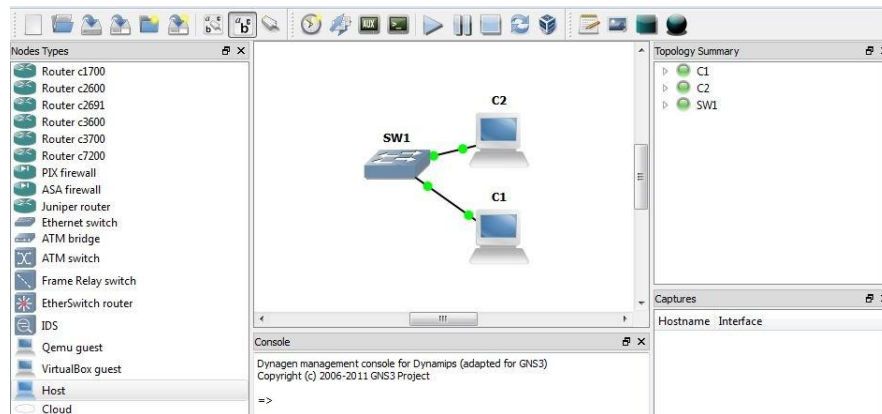 a b c
a b c
AUX
Nodes Types
Router c1700
Router c2600
Router c2691
Router c3600
Router c3700
Router c7200
PIX firewall
ASA firewall
Juniper router
Ethernet switch
ATM bridge
ATM switch
Frame Relay switch
EtherSwitch router
IDS
Qemu guest
VirtualBox guest
Host
Cloud
C2
SW1
C1
Console
Dynagen management console for Dynamips (adapted for GNS3)
Copyright (c) 2006-2011 GNS3 Project
=>
Topology Summary
C1
C2
SW1
Captures
Hostname Interface